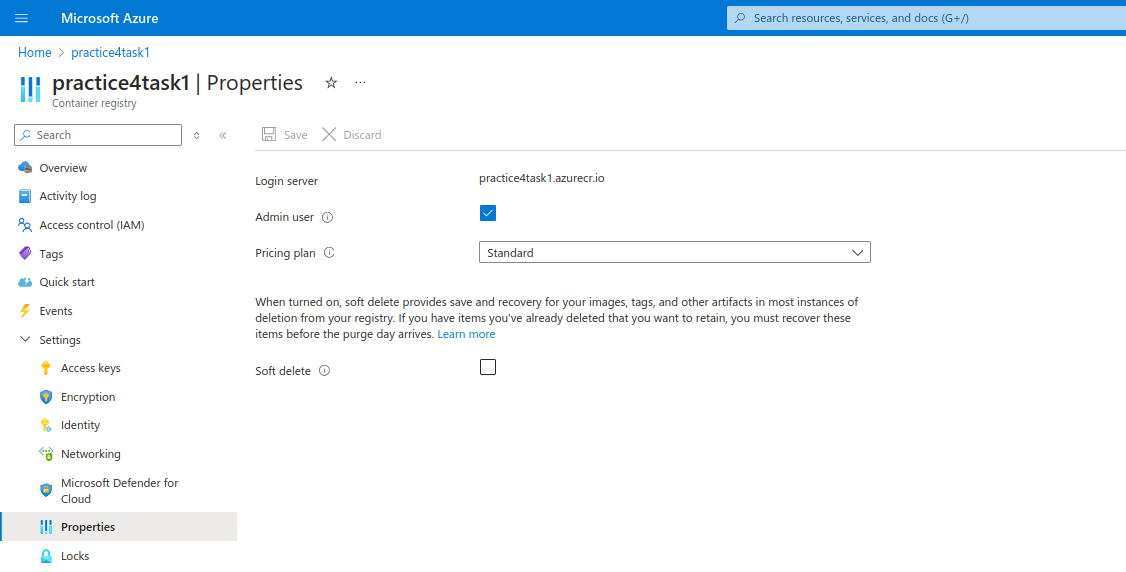 Microsoft Azure
Search resources, services, and docs (G+/)
Home > practice4task1
practice4task1 | Properties
Container registry
Search
Save
Discard
Overview
Activity log
Access control (IAM)
Tags
Quick start
Events
Settings
Access keys
Encryption
Identity
Networking
Microsoft Defender for
Cloud
Properties
Locks
Login server
practice4task1.azurecr.io
Admin user
Pricing plan
Standard
When turned on, soft delete provides save and recovery for your images, tags, and other artifacts in most instances of
deletion from your registry. If you have items you've already deleted that you want to retain, you must recover these
items before the purge day arrives. Learn more
Soft delete